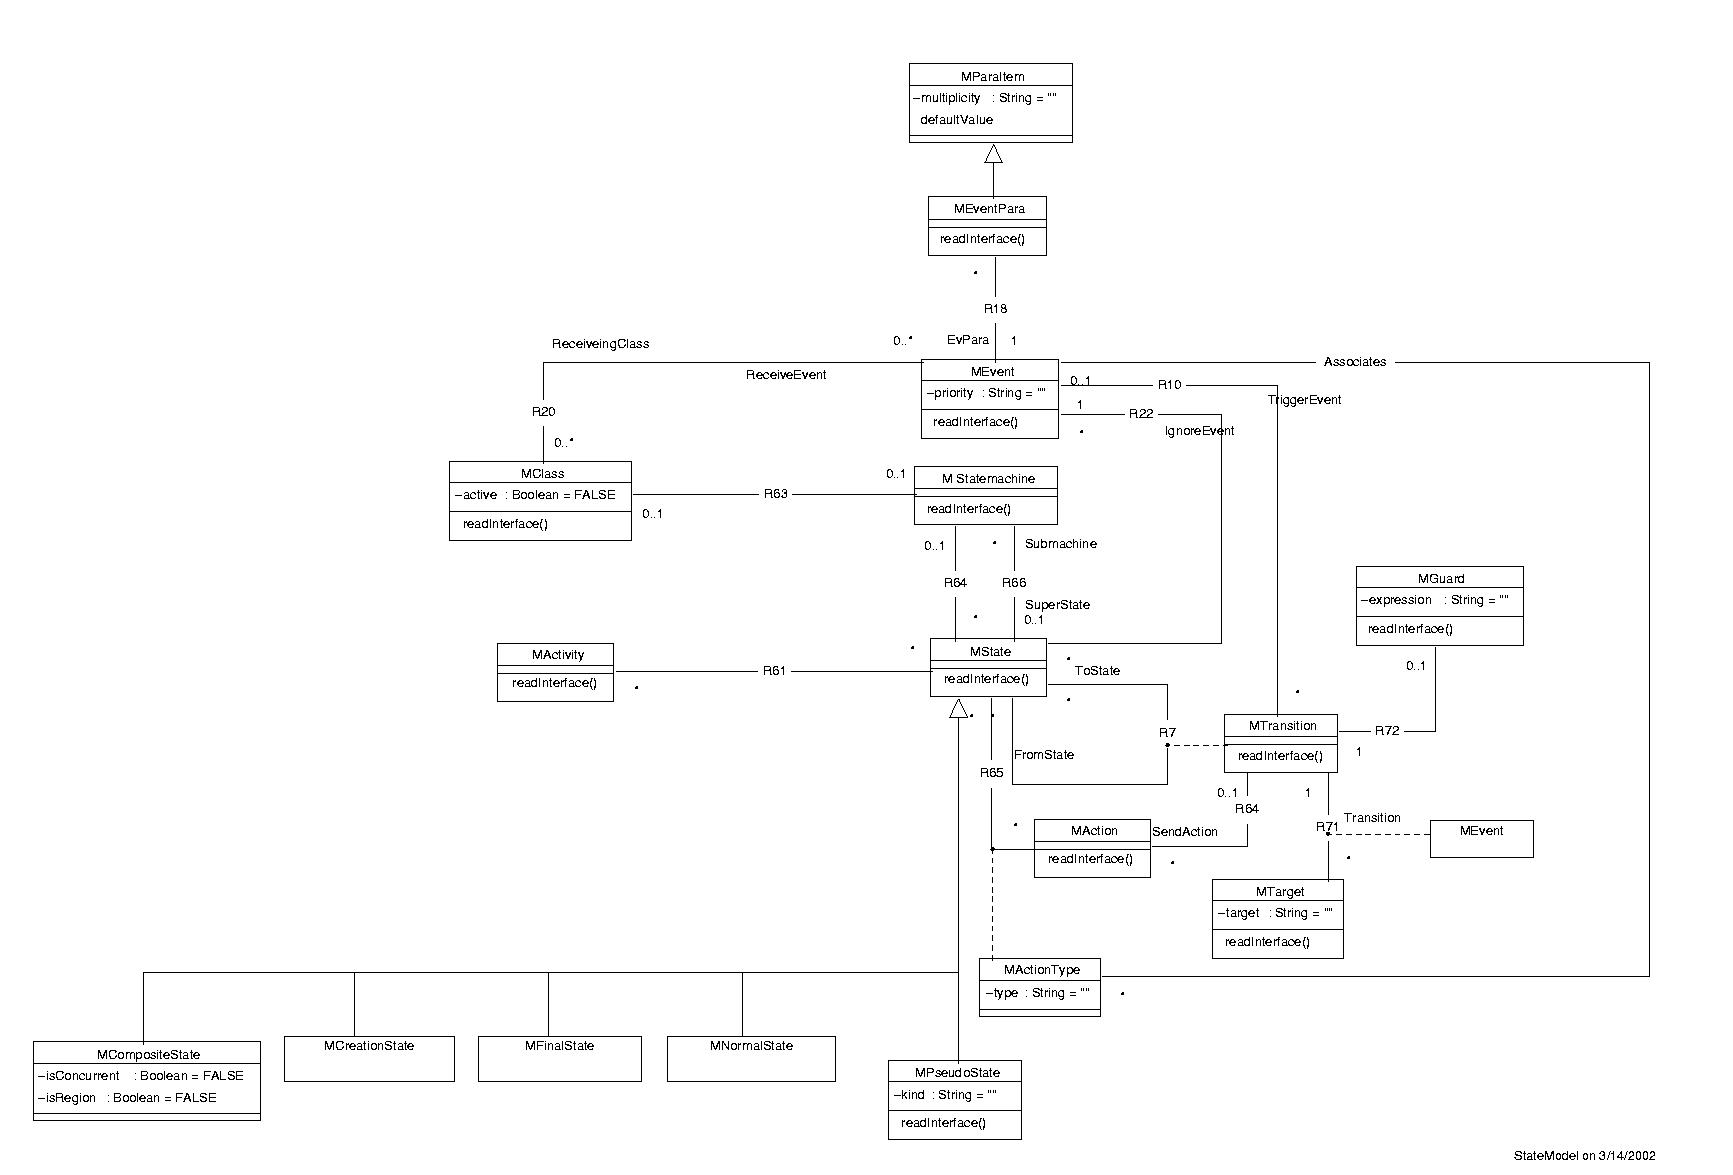 MParaItem
-multiplicity : String = ""
defaultValue
MEventPara
readInterface()
*
R18
ReceiveingClass
0..*
EvPara
1
Associates
ReceiveEvent
MEvent
-priority : String = ""
readInterface()
0..1
R10
TriggerEvent
1
R22
*
IgnoreEvent
R20
0..*
MClass
-active : Boolean = FALSE
readInterface()
0..1
R63
0..1
M Statemachine
readInterface()
0..1
*
Submachine
R64
R66
*
SuperState
0..1
MGuard
-expression : String = ""
readInterface()
0..1
MActivity
readInterface()
*
R61
*
MState
readInterface()
*
ToState
*
*
*
*
R7
FromState
R65
MTransition
readInterface()
R72
1
0..1
R64
1
R71
Transition
MEvent
*
MAction
readInterface()
SendAction
*
*
MTarget
-target : String = ""
readInterface()
MActionType
-type : String = ""
*
MCompositeState
-isConcurrent : Boolean = FALSE
-isRegion : Boolean = FALSE
MCreationState
MFinalState
MNormalState
MPseudoState
-kind : String = ""
readInterface()
StateModel on 3/14/2002